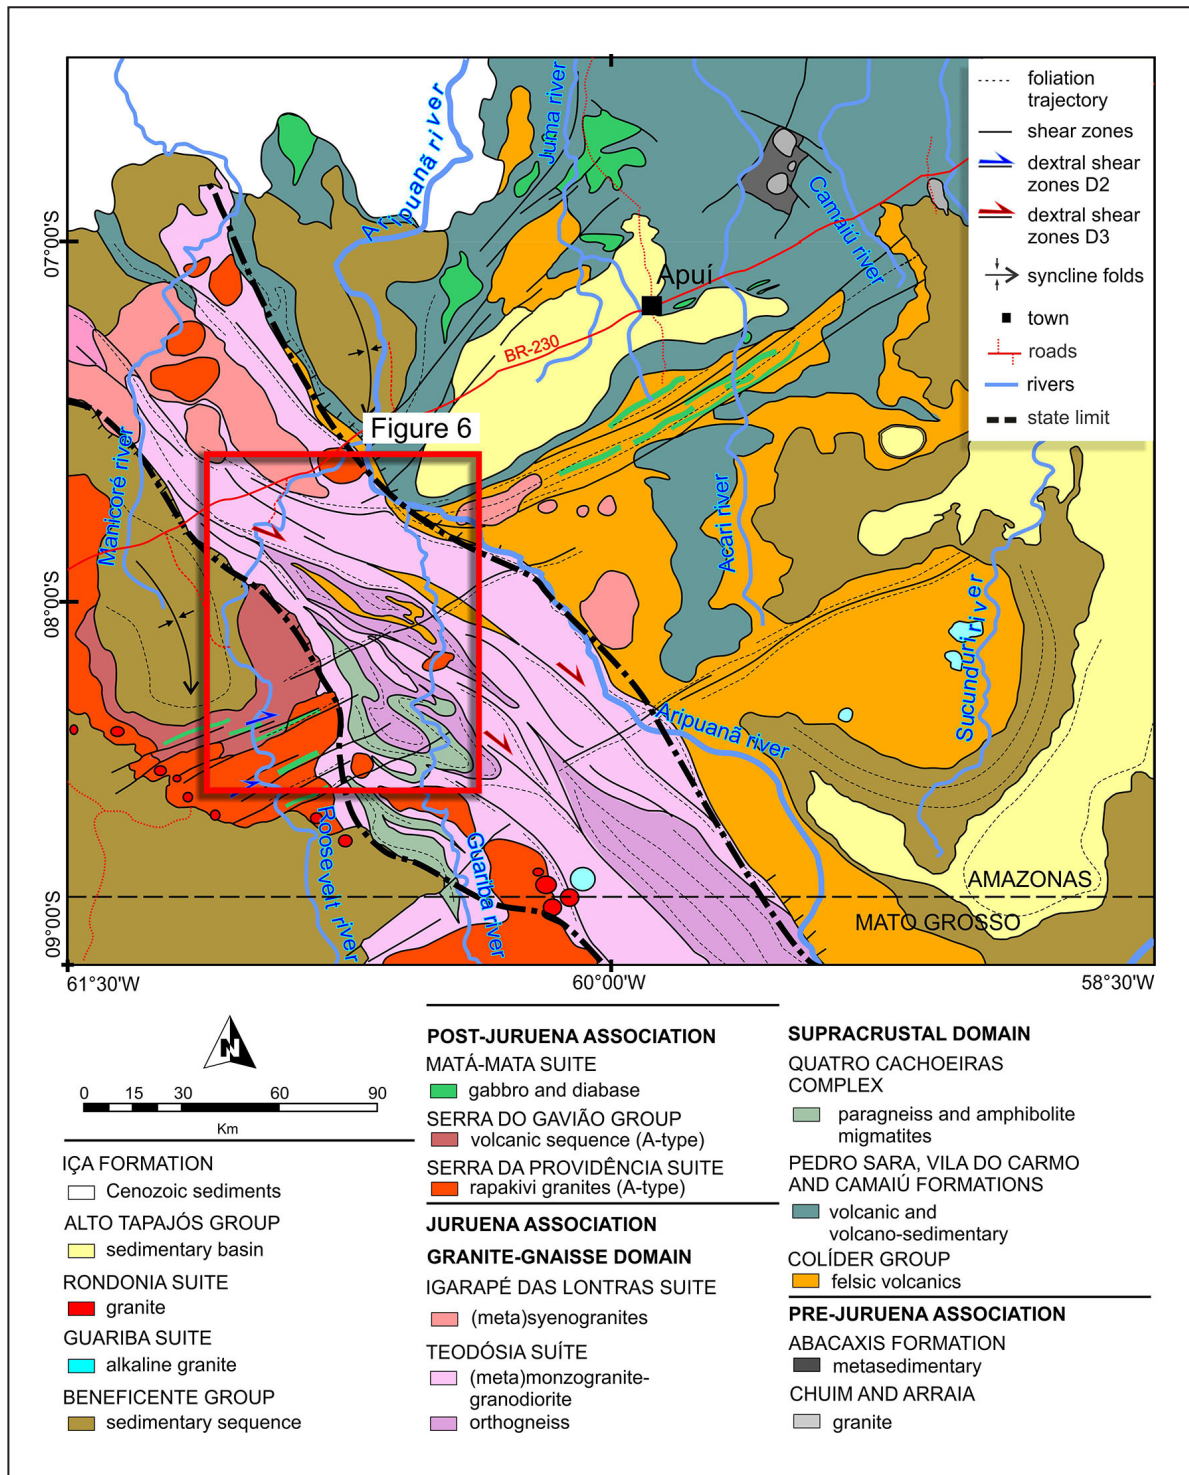 foliation
trajectory
shear zones
dextral shear
zones D2
dextral shear
zones D3
syncline folds
town
roads
rivers
state limit
Aripuanã river
Juma river
Camaiú river
07°00'S
Apuí
BR-230
Figure 6
Manicoré river
Acari river
08°00'S
Sucunduri river
Aripuanã river
Roosevelt river
Guariba river
AMAZONAS
MATO GROSSO
09°00'S
61°30'W
60°00'W
58°30'W
N
0 15 30 60 90
Km
IÇA FORMATION
Cenozoic sediments
ALTO TAPAJÓS GROUP
sedimentary basin
RONDONIA SUITE
granite
GUARIBA SUITE
alkaline granite
BENEFICENTE GROUP
sedimentary sequence
POST-JURUENA ASSOCIATION
MATÁ-MATA SUITE
gabbro and diabase
SERRA DO GAVIÃO GROUP
volcanic sequence (A-type)
SERRA DA PROVIDÊNCIA SUITE
rapakivi granites (A-type)
JURUENA ASSOCIATION
GRANITE-GNAISSE DOMAIN
IGARAPÉ DAS LONTRAS SUITE
(meta)syenogranites
TEODÓSIA SUÍTE
(meta)monzogranite-
granodiorite
orthogneiss
SUPRACRUSTAL DOMAIN
QUATRO CACHOEIRAS
COMPLEX
paragneiss and amphibolite
migmatites
PEDRO SARA, VILA DO CARMO
AND CAMAIÚ FORMATIONS
volcanic and
volcano-sedimentary
COLÍDER GROUP
felsic volcanics
PRE-JURUENA ASSOCIATION
ABACAXIS FORMATION
metasedimentary
CHUIM AND ARRAIA
granite